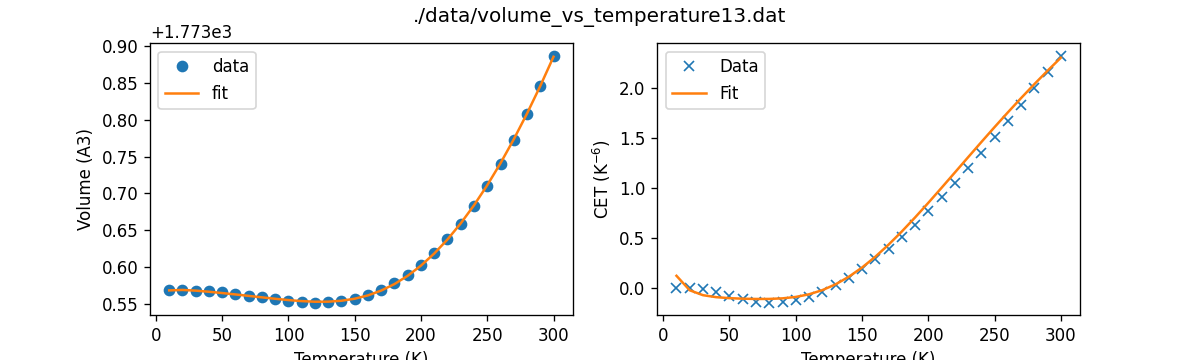 ./data/volume_vs_temperature13.dat
+1.773e3
0.90
0.85
0.80
0.75
0.70
0.65
0.60
0.55
Volume (A3)
data
fit
0 50 100 150 200 250 300
Temperature (K)
2.0
1.5
1.0
0.5
0.0
CET (K⁻⁶)
Data
Fit
0 50 100 150 200 250 300
Temperature (K)